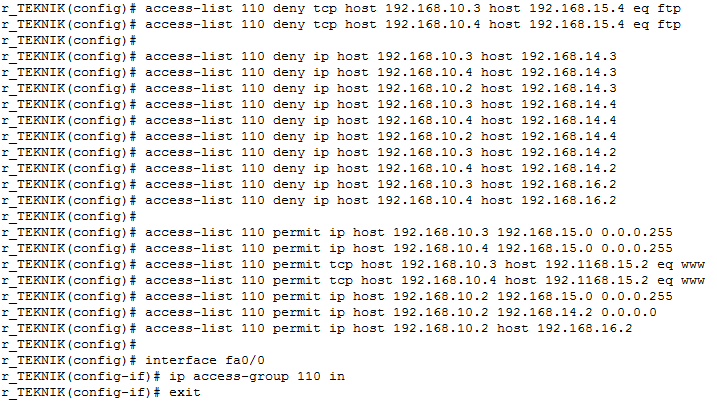 r_TEKNIK(config)# access-list 110 deny tcp host 192.168.10.3 host 192.168.15.4 eq ftp
r_TEKNIK(config)# access-list 110 deny tcp host 192.168.10.4 host 192.168.15.4 eq ftp
r_TEKNIK(config)#
r_TEKNIK(config)# access-list 110 deny ip host 192.168.10.3 host 192.168.14.3
r_TEKNIK(config)# access-list 110 deny ip host 192.168.10.4 host 192.168.14.3
r_TEKNIK(config)# access-list 110 deny ip host 192.168.10.2 host 192.168.14.3
r_TEKNIK(config)# access-list 110 deny ip host 192.168.10.3 host 192.168.14.4
r_TEKNIK(config)# access-list 110 deny ip host 192.168.10.4 host 192.168.14.4
r_TEKNIK(config)# access-list 110 deny ip host 192.168.10.2 host 192.168.14.4
r_TEKNIK(config)# access-list 110 deny ip host 192.168.10.3 host 192.168.14.2
r_TEKNIK(config)# access-list 110 deny ip host 192.168.10.4 host 192.168.14.2
r_TEKNIK(config)# access-list 110 deny ip host 192.168.10.3 host 192.168.16.2
r_TEKNIK(config)# access-list 110 deny ip host 192.168.10.4 host 192.168.16.2
r_TEKNIK(config)#
r_TEKNIK(config)# access-list 110 permit ip host 192.168.10.3 192.168.15.0 0.0.0.255
r_TEKNIK(config)# access-list 110 permit ip host 192.168.10.4 192.168.15.0 0.0.0.255
r_TEKNIK(config)# access-list 110 permit tcp host 192.168.10.3 host 192.1168.15.2 eq www
r_TEKNIK(config)# access-list 110 permit tcp host 192.168.10.4 host 192.1168.15.2 eq www
r_TEKNIK(config)# access-list 110 permit ip host 192.168.10.2 192.168.15.0 0.0.0.255
r_TEKNIK(config)# access-list 110 permit ip host 192.168.10.2 192.168.14.2 0.0.0.0
r_TEKNIK(config)# access-list 110 permit ip host 192.168.10.2 host 192.168.16.2
r_TEKNIK(config)#
r_TEKNIK(config)# interface fa0/0
r_TEKNIK(config-if)# ip access-group 110 in
r_TEKNIK(config-if)# exit